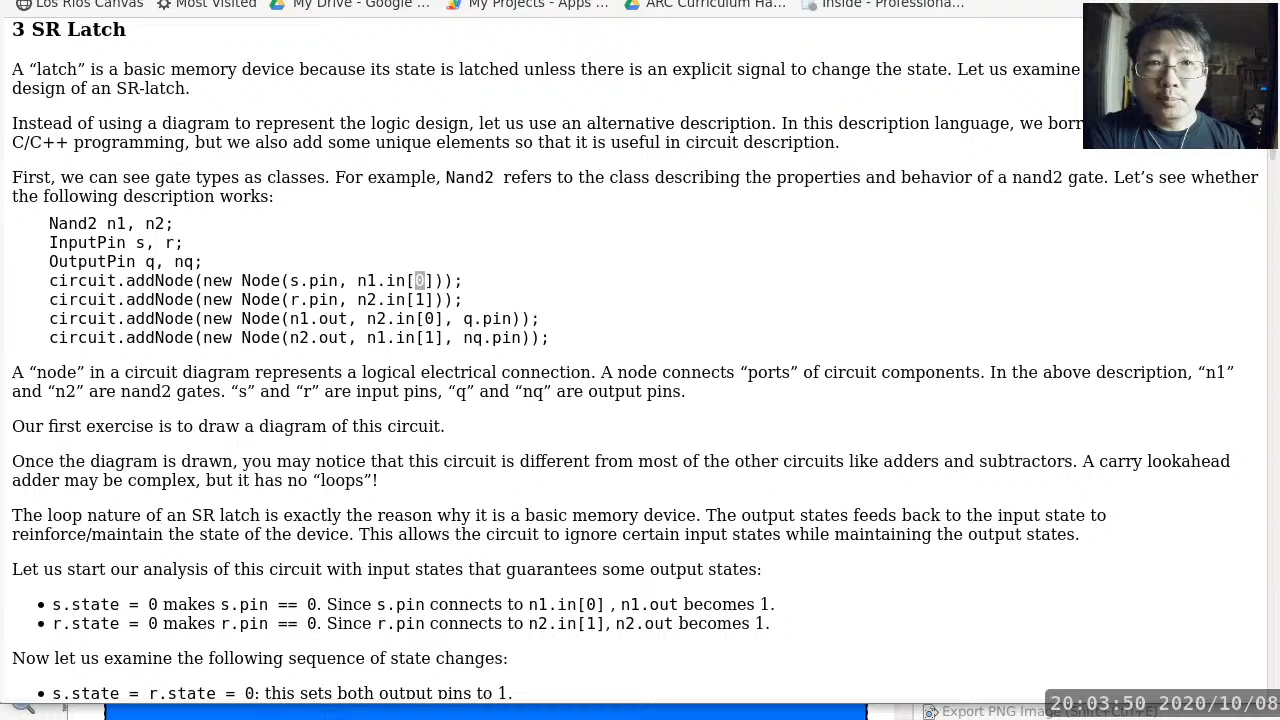 Los Rios Canvas Most Visited My Drive - Google ... My Projects - Apps ... ARC Curriculum Ha... Inside - Professiona...
3 SR Latch
A “latch” is a basic memory device because its state is latched unless there is an explicit signal to change the state. Let us examine
design of an SR-latch.
Instead of using a diagram to represent the logic design, let us use an alternative description. In this description language, we borr
C/C++ programming, but we also add some unique elements so that it is useful in circuit description.
First, we can see gate types as classes. For example, Nand2 refers to the class describing the properties and behavior of a nand2 gate. Let’s see whether
the following description works:
Nand2 n1, n2;
InputPin s, r;
OutputPin q, nq;
circuit.addNode(new Node(s.pin, n1.in[0]));
circuit.addNode(new Node(r.pin, n2.in[1]));
circuit.addNode(new Node(n1.out, n2.in[0], q.pin));
circuit.addNode(new Node(n2.out, n1.in[1], nq.pin));
A “node” in a circuit diagram represents a logical electrical connection. A node connects “ports” of circuit components. In the above description, “n1”
and “n2” are nand2 gates. “s” and “r” are input pins, “q” and “nq” are output pins.
Our first exercise is to draw a diagram of this circuit.
Once the diagram is drawn, you may notice that this circuit is different from most of the other circuits like adders and subtractors. A carry lookahead
adder may be complex, but it has no “loops”!
The loop nature of an SR latch is exactly the reason why it is a basic memory device. The output states feeds back to the input state to
reinforce/maintain the state of the device. This allows the circuit to ignore certain input states while maintaining the output states.
Let us start our analysis of this circuit with input states that guarantees some output states:
• s.state = 0 makes s.pin == 0. Since s.pin connects to n1.in[0] , n1.out becomes 1.
• r.state = 0 makes r.pin == 0. Since r.pin connects to n2.in[1], n2.out becomes 1.
Now let us examine the following sequence of state changes:
• s.state = r.state = 0: this sets both output pins to 1.
20:03:50 2020/10/08
Export PNG Image (Shift+Ctrl+E)